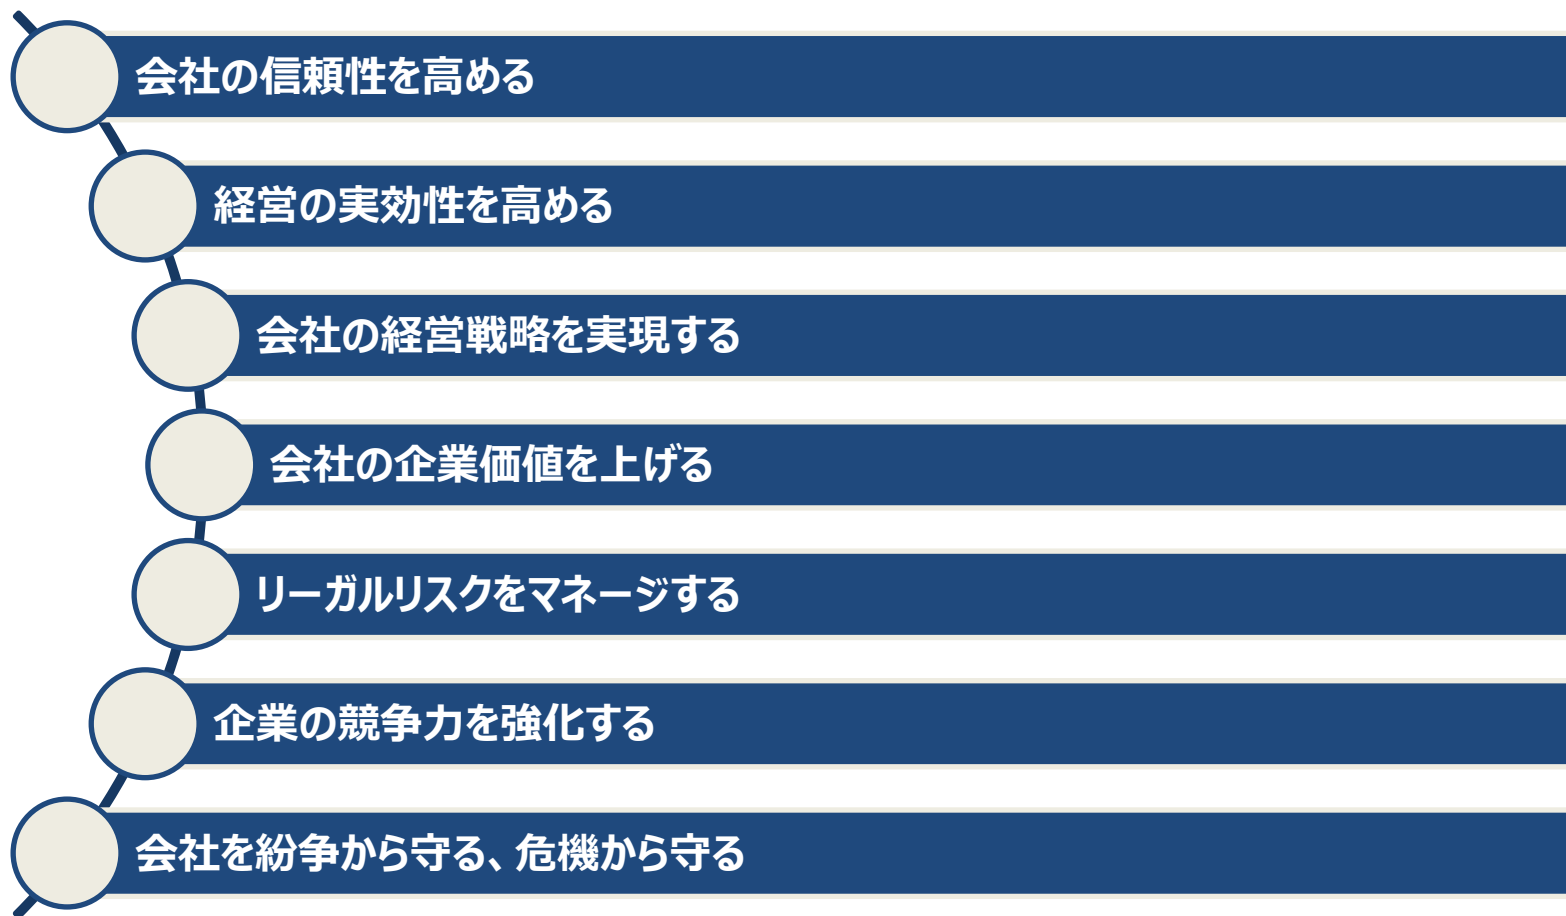 会社の信頼性を高める
経営の実効性を高める
会社の経営戦略を実現する
会社の企業価値を上げる
リーガルリスクをマネージする
企業の競争力を強化する
会社を紛争から守る、危機から守る